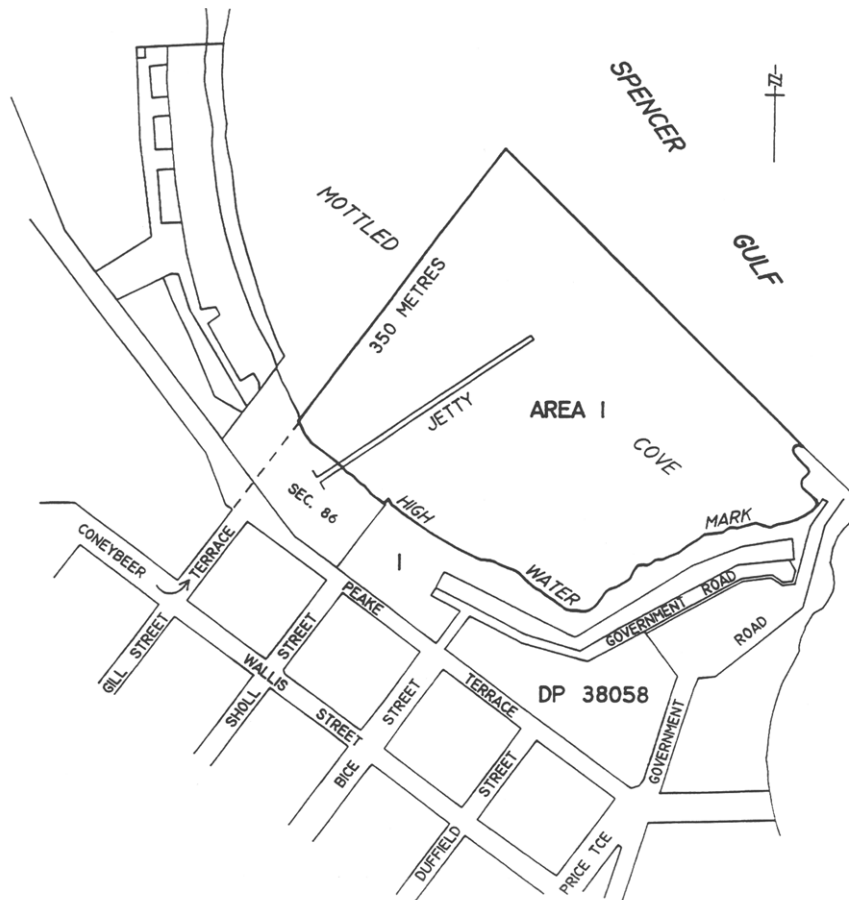 SPENCER
GULF
N
MOTTLED
COVE
350 METRES
JETTY
AREA 1
HIGH
WATER
MARK
SEC. 86
1
CONEYBEER
TERRACE
PEAKE
TERRACE
GOVERNMENT ROAD
GOVERNMENT
ROAD
DP 38058
GILL STREET
SHOLL
STREET
WALLIS
STREET
BICE
STREET
DUFFIELD
STREET
PRICE TCE